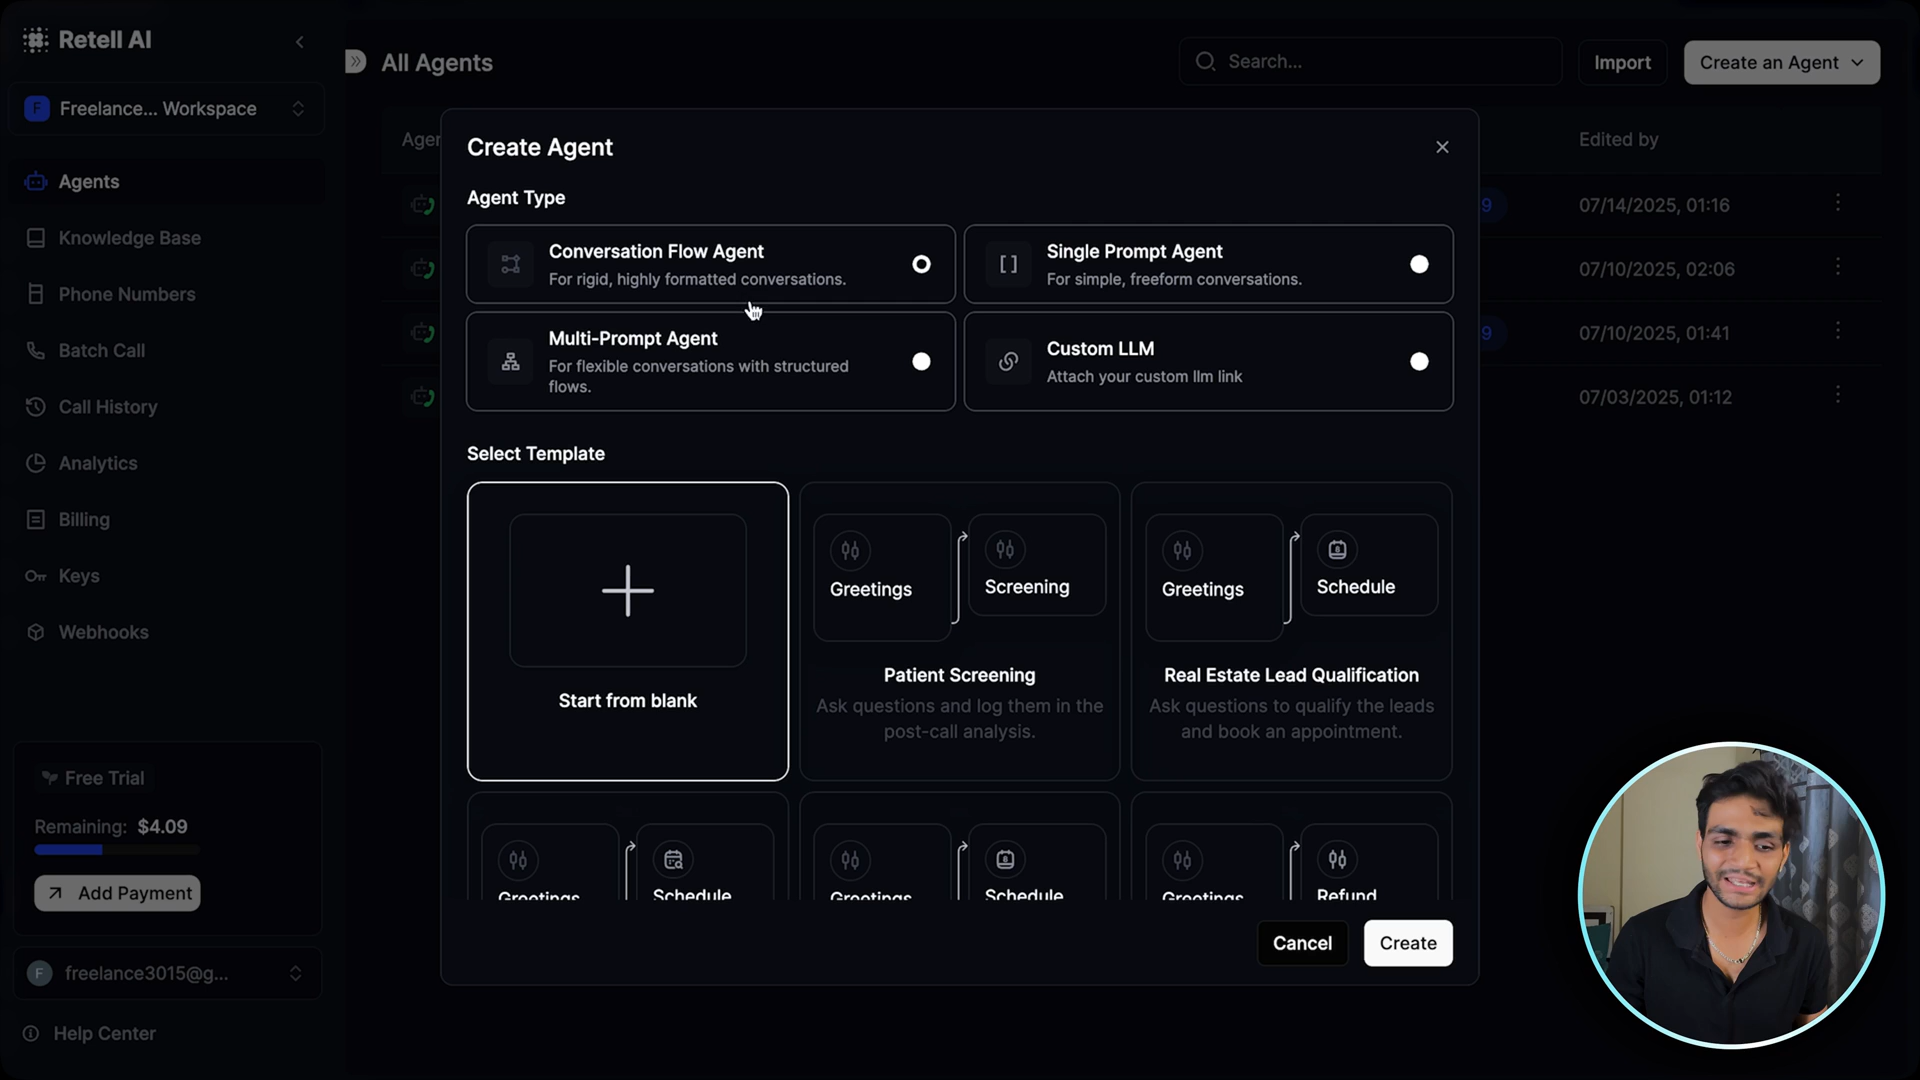 Retell AI
F Freelance... Workspace
Agents
Knowledge Base
Phone Numbers
Batch Call
Call History
Analytics
Billing
Keys
Webhooks
Free Trial
Remaining: $4.09
Add Payment
F freelance3015@g...
Help Center
All Agents
Search...
Import
Create an Agent
Edited by
9 07/14/2025, 01:16
07/10/2025, 02:06
9 07/10/2025, 01:41
07/03/2025, 01:12
Create Agent
Agent Type
Conversation Flow Agent
For rigid, highly formatted conversations.
Single Prompt Agent
For simple, freeform conversations.
Multi-Prompt Agent
For flexible conversations with structured
flows.
Custom LLM
Attach your custom llm link
Select Template
Start from blank
Greetings
Screening
Patient Screening
Ask questions and log them in the
post-call analysis.
Greetings
Schedule
Real Estate Lead Qualification
Ask questions to qualify the leads
and book an appointment.
Greetings
Schedule
Greetings
Schedule
Greetings
Refund
Cancel
Create